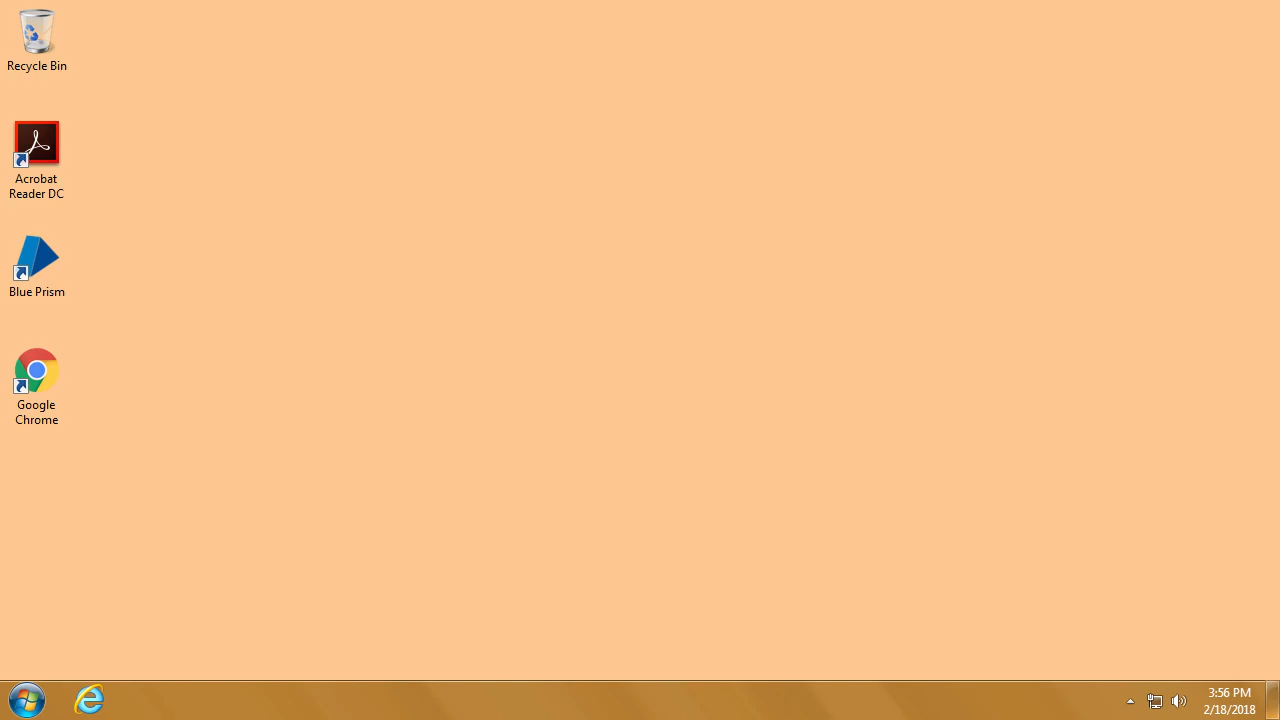 Recycle Bin
Acrobat
Reader DC
Blue Prism
Google
Chrome
3:56 PM
2/18/2018